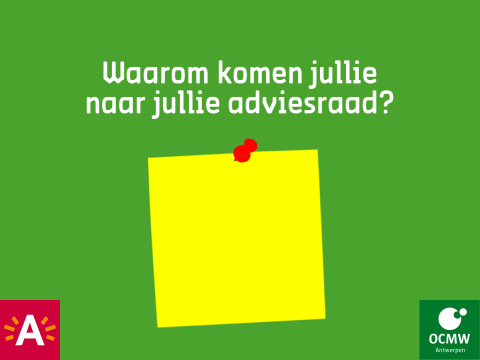 Waarom komen jullie
naar jullie adviesraad?
A
OCMW
Antwerpen